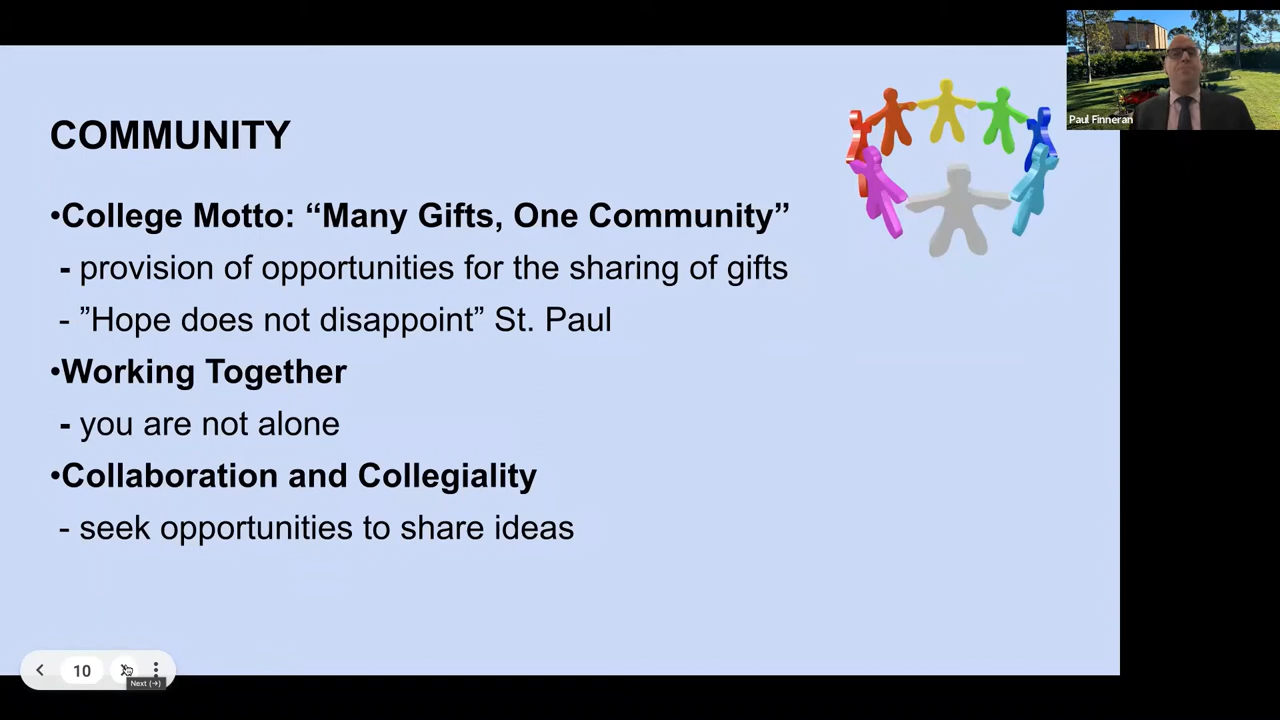 Paul Finneran
COMMUNITY
•College Motto: “Many Gifts, One Community”
- provision of opportunities for the sharing of gifts
- ”Hope does not disappoint” St. Paul
•Working Together
- you are not alone
•Collaboration and Collegiality
- seek opportunities to share ideas
10
Next (→)